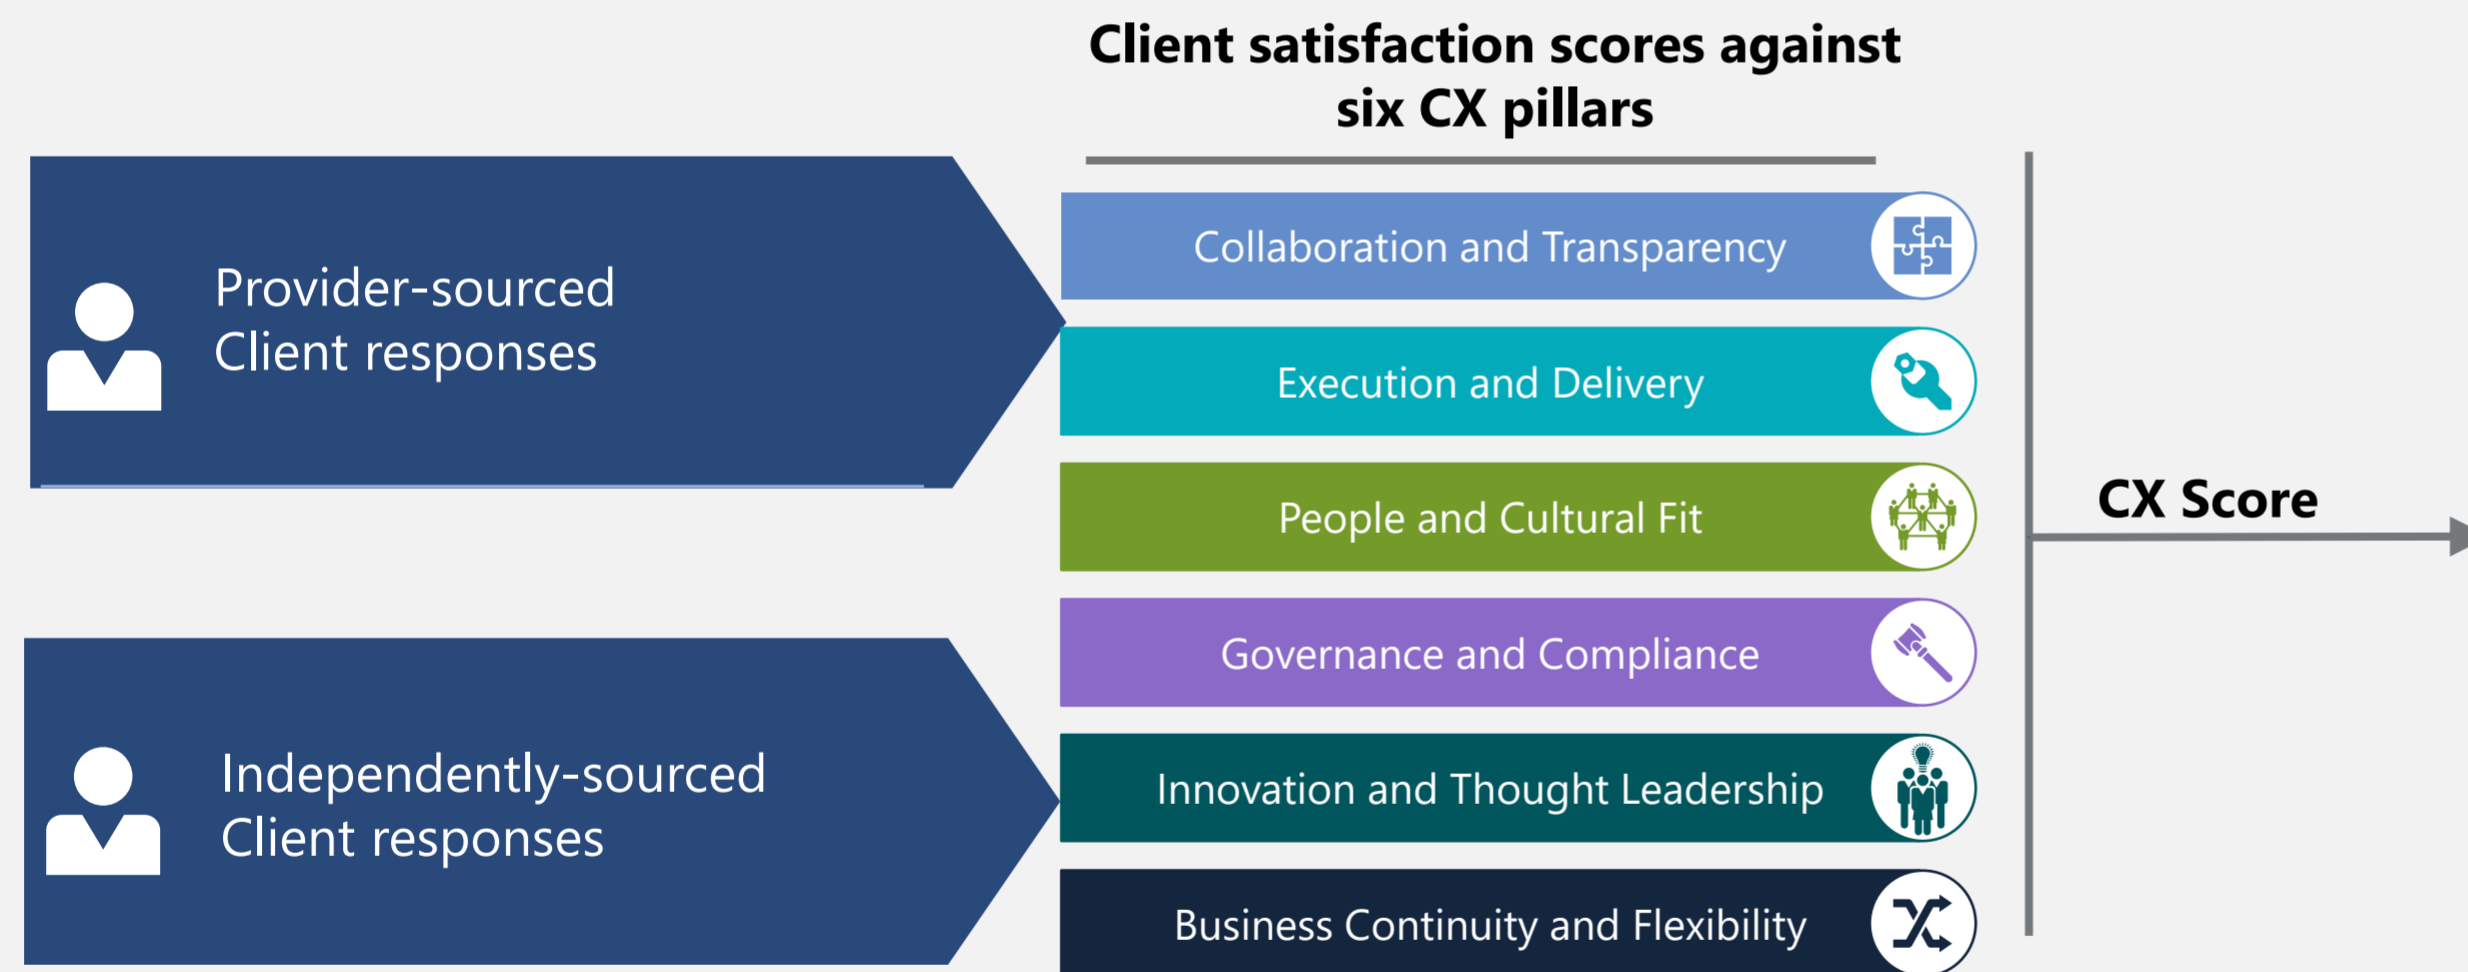 Client satisfaction scores against
six CX pillars
Provider-sourced
Client responses
Independently-sourced
Client responses
Collaboration and Transparency
Execution and Delivery
People and Cultural Fit
Governance and Compliance
Innovation and Thought Leadership
Business Continuity and Flexibility
CX Score